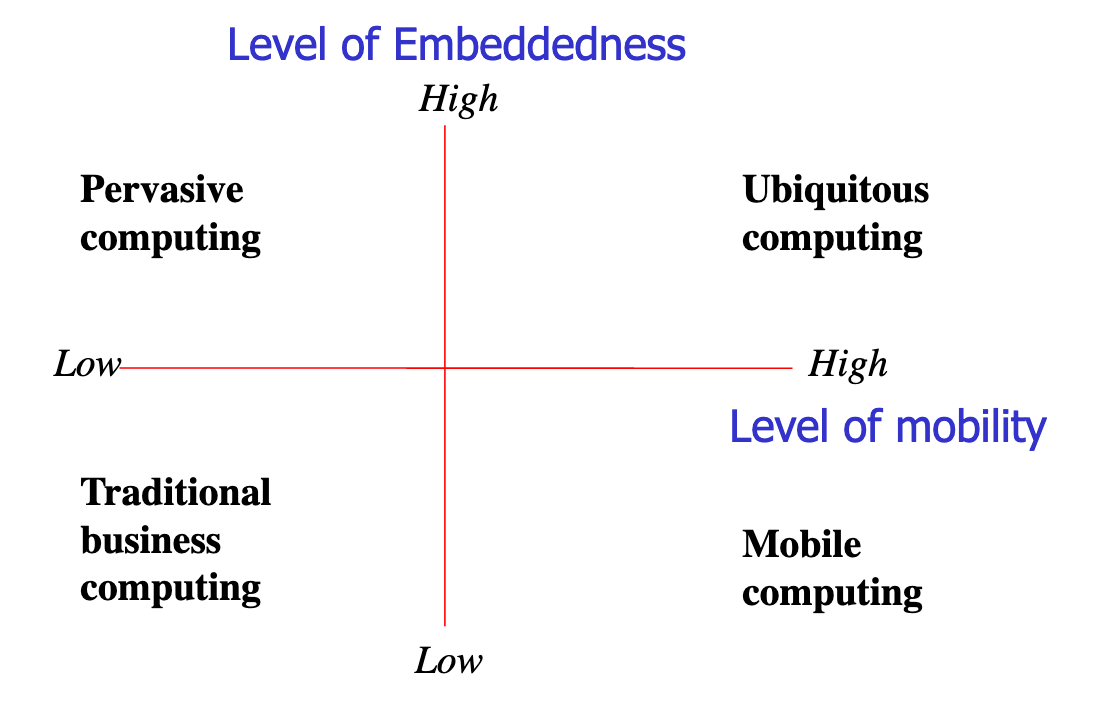 Level of Embeddedness
High
Pervasive
computing
Ubiquitous
computing
Low
High
Level of mobility
Traditional
business
computing
Mobile
computing
Low